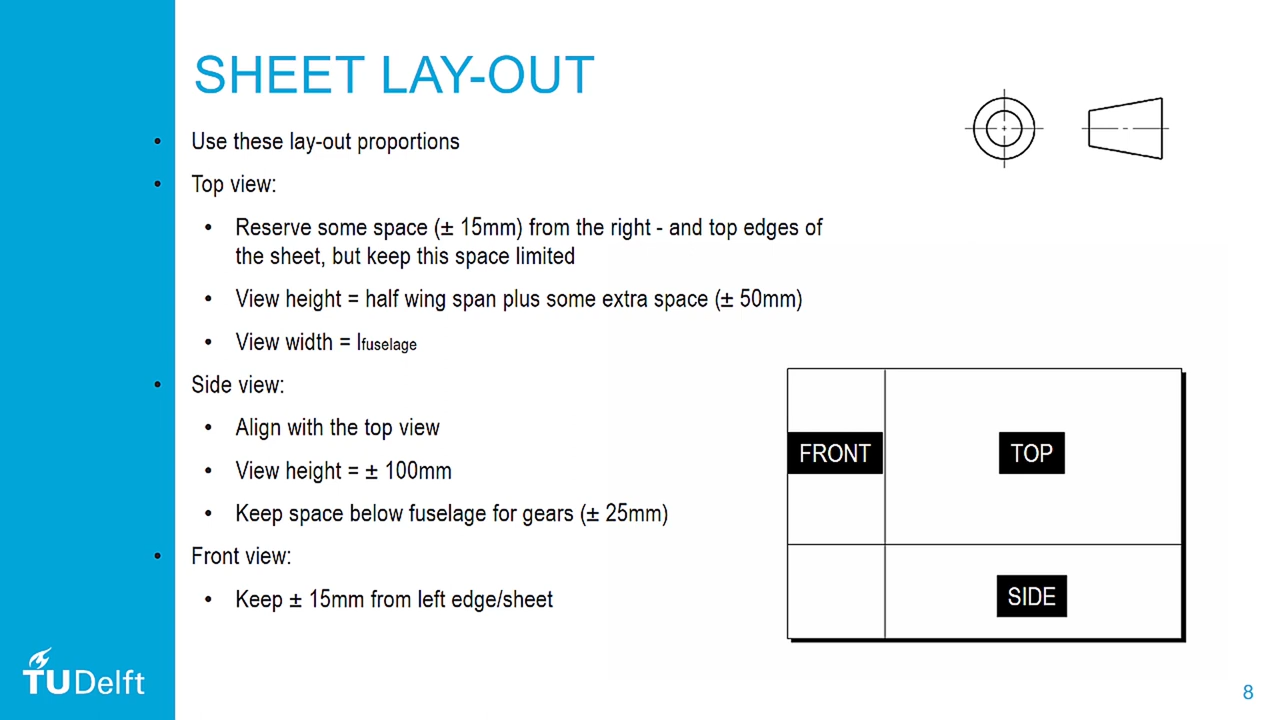 SHEET LAY-OUT
• Use these lay-out proportions
• Top view:
• Reserve some space (± 15mm) from the right - and top edges of
the sheet, but keep this space limited
• View height = half wing span plus some extra space (± 50mm)
• View width = lfuselage
• Side view:
• Align with the top view
• View height = ± 100mm
• Keep space below fuselage for gears (± 25mm)
• Front view:
• Keep ± 15mm from left edge/sheet
FRONT
TOP
SIDE
TUDelft
8